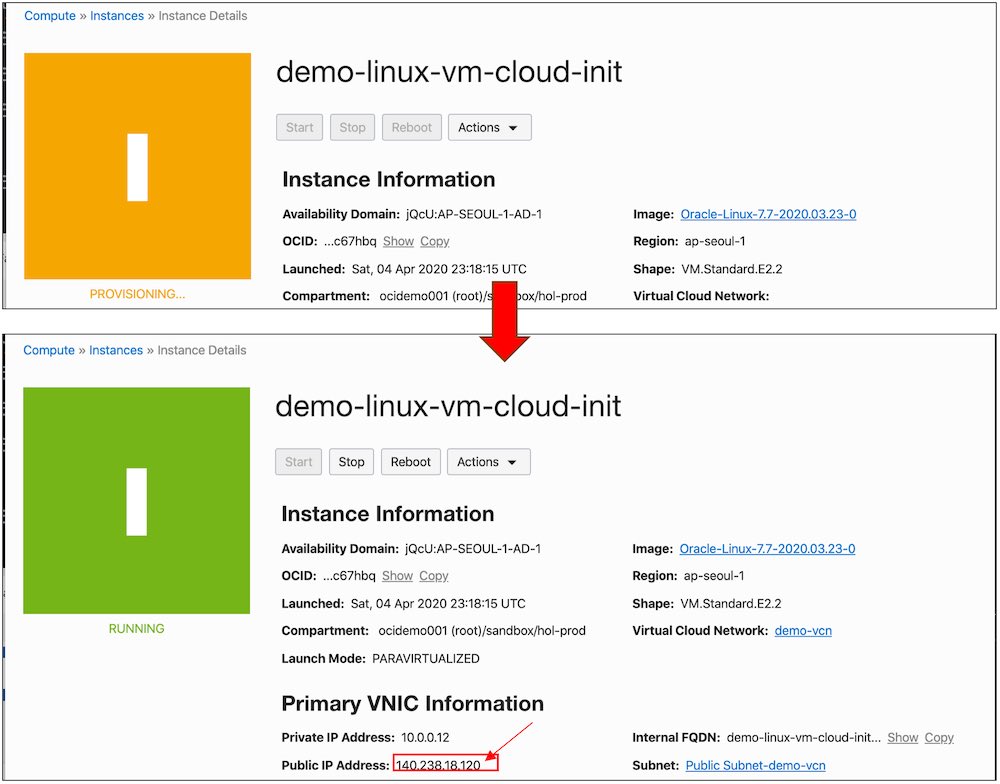 Compute » Instances » Instance Details
demo-linux-vm-cloud-init
Start Stop Reboot Actions
Instance Information
Availability Domain: jQcU:AP-SEOUL-1-AD-1 Image: Oracle-Linux-7.7-2020.03.23-0
OCID: ...c67hbq Show Copy Region: ap-seoul-1
Launched: Sat, 04 Apr 2020 23:18:15 UTC Shape: VM.Standard.E2.2
PROVISIONING... Compartment: ocidemo001 (root)/sandbox/hol-prod Virtual Cloud Network:
Compute » Instances » Instance Details
demo-linux-vm-cloud-init
Start Stop Reboot Actions
Instance Information
Availability Domain: jQcU:AP-SEOUL-1-AD-1 Image: Oracle-Linux-7.7-2020.03.23-0
OCID: ...c67hbq Show Copy Region: ap-seoul-1
Launched: Sat, 04 Apr 2020 23:18:15 UTC Shape: VM.Standard.E2.2
RUNNING Compartment: ocidemo001 (root)/sandbox/hol-prod Virtual Cloud Network: demo-vcn
Launch Mode: PARAVIRTUALIZED
Primary VNIC Information
Private IP Address: 10.0.0.12 Internal FQDN: demo-linux-vm-cloud-init... Show Copy
Public IP Address: 140.238.18.120 Subnet: Public Subnet-demo-vcn